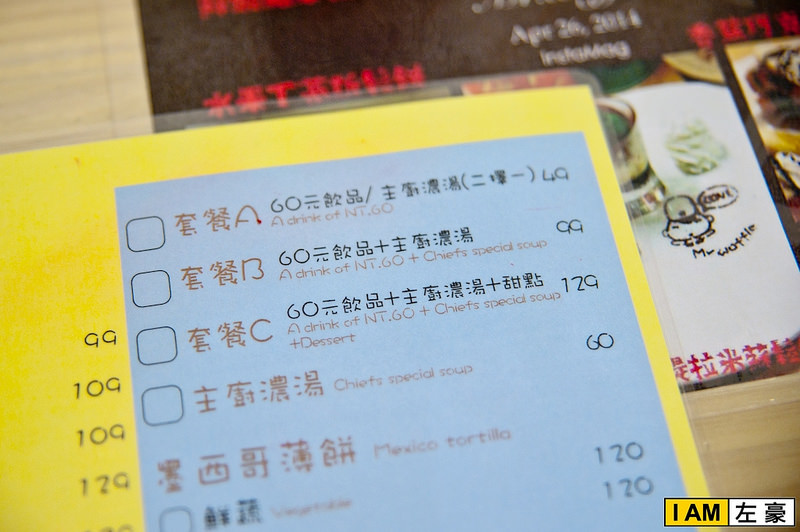 Apr 26, 2014
InstaMag
套餐A 60元飲品/主廚濃湯(二擇一) 49
A drink of NT.60
套餐B 60元飲品+主廚濃湯 99
A drink of NT.60 + Chiefs special soup
套餐C 60元飲品+主廚濃湯+甜點 129
A drink of NT.60 + Chiefs special soup
+Dessert
主廚濃湯 Chiefs special soup 60
墨西哥薄餅 Mexico tortilla 120
鮮蔬 Vegetable 120
99
109
109
129
Mr waffle
提拉米
I AM 左豪